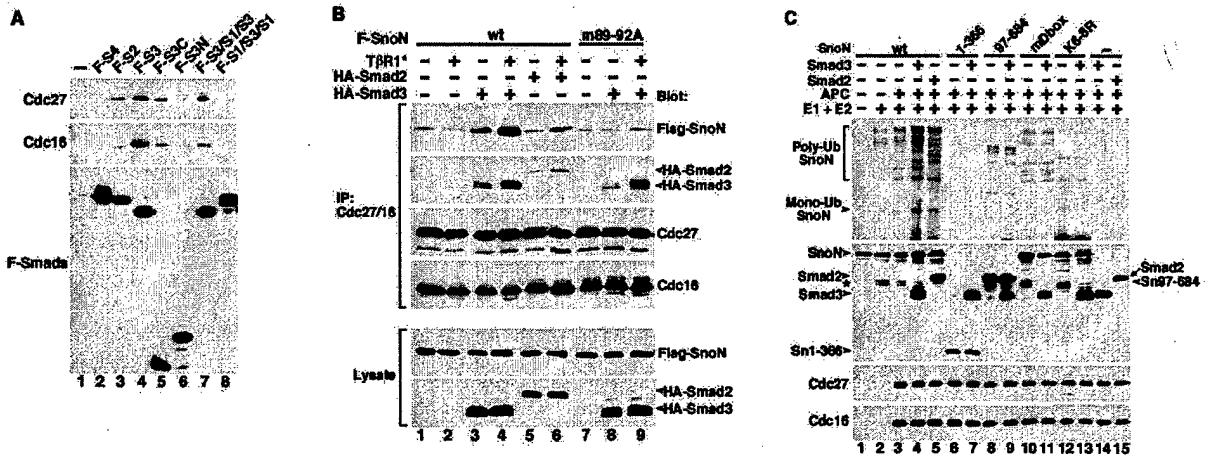 A
– F-S4 F-S2 F-S3 F-S3C F-S3N F-S3/S1/S3 F-S1/S3/S1
Cdc27
Cdc16
F-Smads
1 2 3 4 5 6 7 8
B
F-SnoN wt m89-92A
TβR1* – + – + – + – – +
HA-Smad2 – – – – + + – – –
HA-Smad3 – – + + – – – + +
Blot:
Flag-SnoN
HA-Smad2
HA-Smad3
IP:
Cdc27/16
Cdc27
Cdc16
Lysate
Flag-SnoN
HA-Smad2
HA-Smad3
1 2 3 4 5 6 7 8 9
C
SnoN wt 1-366 97-684 mDbox K6-8R –
Smad3
Smad2
APC
E1 + E2
Poly-Ub
SnoN
Mono-Ub
SnoN
SnoN
Smad2
*
Smad3
Smad2
Sn97-684
Sn1-366
Cdc27
Cdc16
1 2 3 4 5 6 7 8 9 10 11 12 13 14 15